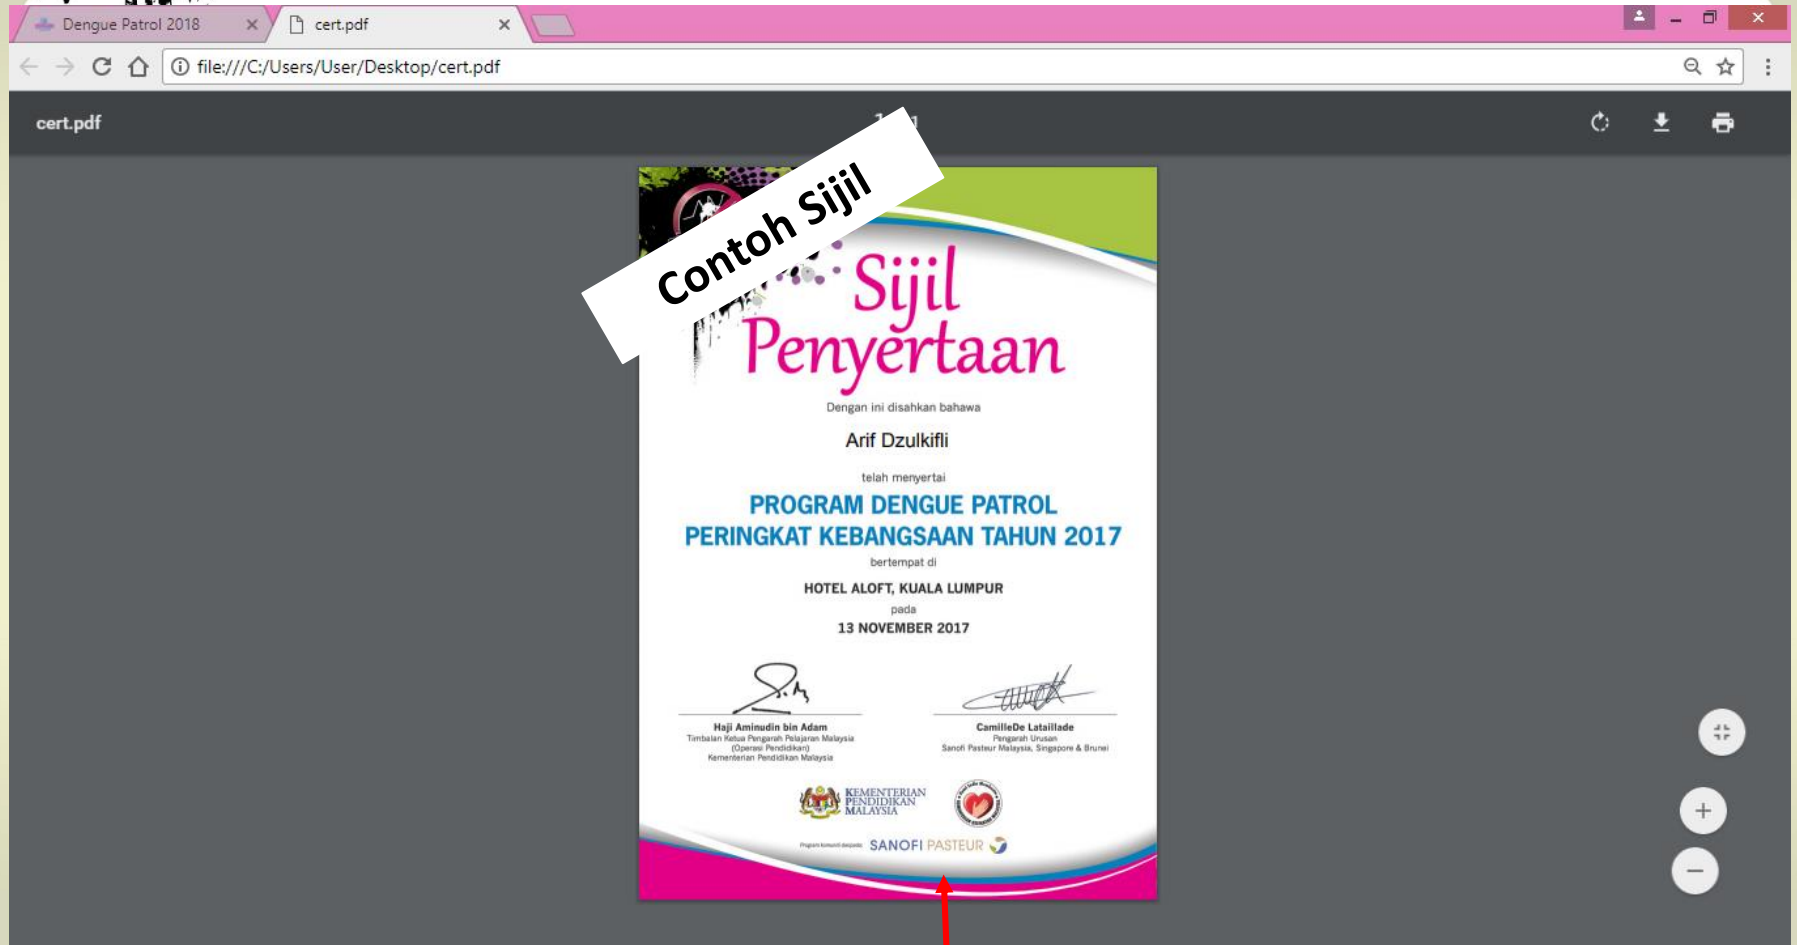 Dengue Patrol 2018
cert.pdf
file:///C:/Users/User/Desktop/cert.pdf
cert.pdf
Contoh Sijil
Sijil
Penyertaan
Dengan ini disahkan bahawa
Arif Dzulkifli
telah menyertai
PROGRAM DENGUE PATROL
PERINGKAT KEBANGSAAN TAHUN 2017
bertempat di
HOTEL ALOFT, KUALA LUMPUR
pada
13 NOVEMBER 2017
Haji Aminudin bin Adam
Timbalan Ketua Pengarah Pelajaran Malaysia
(Operasi Pendidikan)
Kementerian Pendidikan Malaysia
CamilleDe Lataillade
Pengarah Urusan
Sanofi Pasteur Malaysia, Singapore & Brunei
KEMENTERIAN
PENDIDIKAN
MALAYSIA
SANOFI PASTEUR